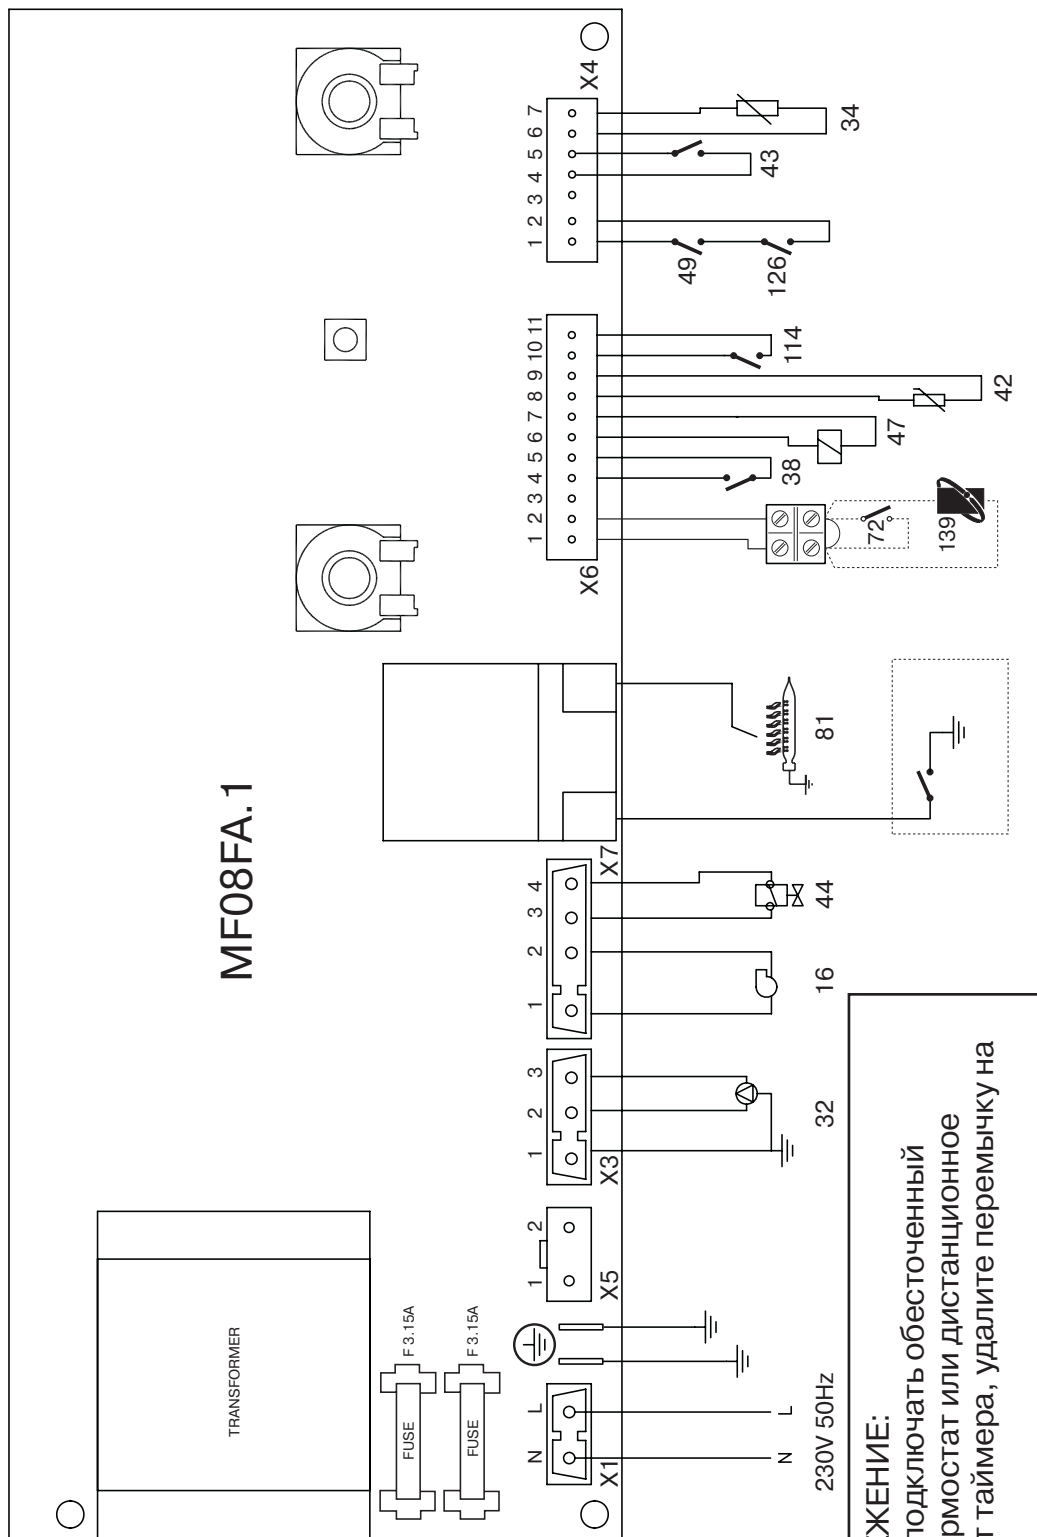 MF08FA.1
TRANSFORMER
FUSE
F 3.15A
FUSE
F 3.15A
N L
X1
1 2
X5
1 2 3
X3
1 2 3 4
X7
1 2 3 4 5 6 7 8 9 10 11
X6
1 2 3 4 5 6 7
X4
N
L
230V 50Hz
32
16
44
81
72
139
38
47
42
114
49
126
43
34
ЖЕНИЕ:
подключать обесточенный
рмостат или дистанционное
т таймера, удалите перемычку на